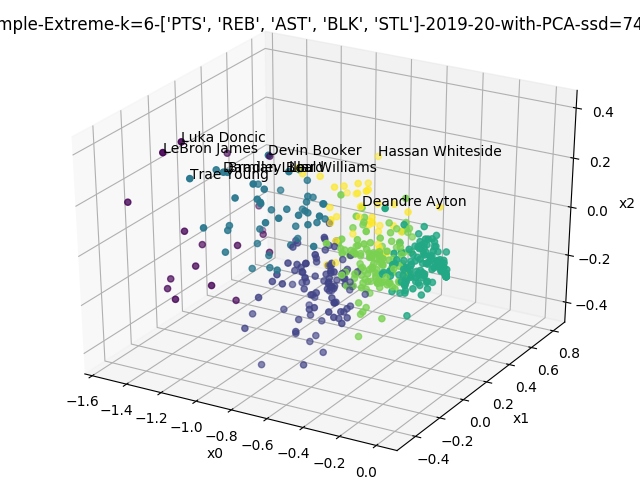 mple-Extreme-k=6-['PTS', 'REB', 'AST', 'BLK', 'STL']-2019-20-with-PCA-ssd=74
Luka Doncic
LeBron James
Devin Booker
Hassan Whiteside
Williams
Trae Young
Deandre Ayton
0.4
0.2
0.0
−0.2
−0.4
x2
−1.6
−1.4
−1.2
−1.0
−0.8
−0.6
−0.4
−0.2
0.0
x0
−0.4
−0.2
0.0
0.2
0.4
0.6
0.8
x1